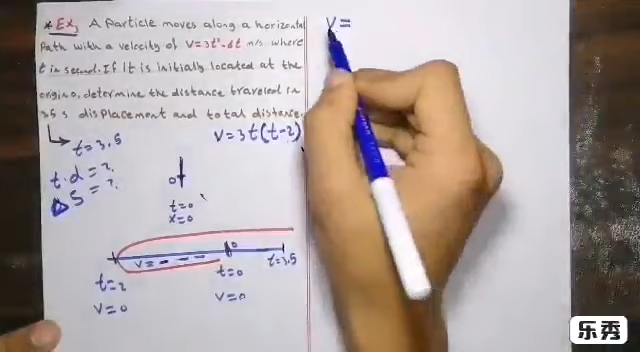 * Ex, A Particle moves along a horizontal
Path with a velocity of V=3t²-6t m/s where
t in second. If it is initially located at the
origin o, determine the distance traveled in
3.5 s displacement and total distance.
t=3.5
V=3t(t-2)
t.d=?
ΔS=?
o
t=0
x=0
o
V=---
t=3.5
t=2
t=0
V=0
V=0
V=
乐秀